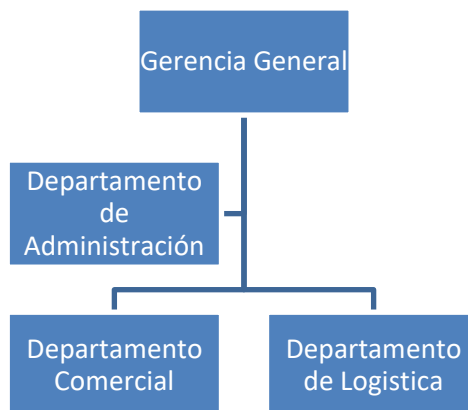 Gerencia General
Departamento
de
Administración
Departamento
Comercial
Departamento
de Logistica